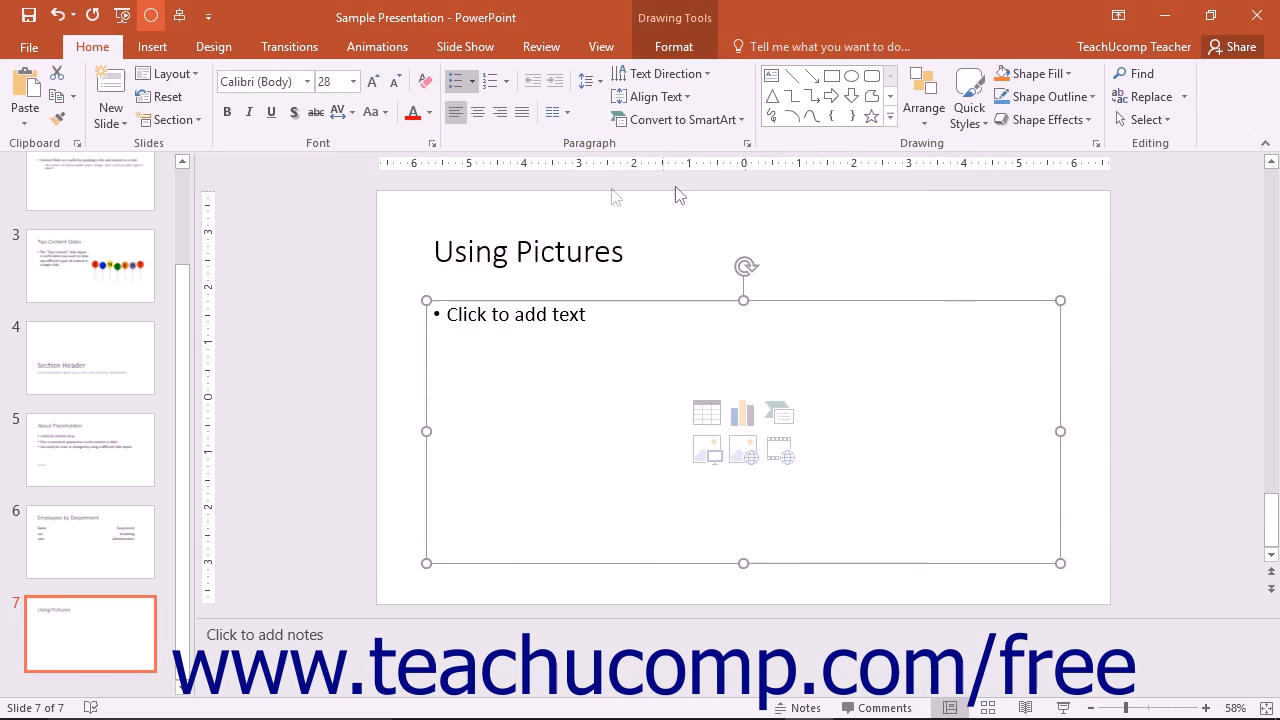 Sample Presentation - PowerPoint
Drawing Tools
File Home Insert Design Transitions Animations Slide Show Review View Format Tell me what you want to do... TeachUcomp Teacher Share
Paste
New Slide
Layout
Reset
Section
Calibri (Body) 28
B I U S abc AV Aa A
Text Direction
Align Text
Convert to SmartArt
Arrange
Quick Styles
Shape Fill
Shape Outline
Shape Effects
Find
Replace
Select
Clipboard Slides Font Paragraph Drawing Editing
3
Two Content Slides
4
Section Header
5
About Placeholders
6
Employees by Department
7
Using Pictures
Using Pictures
• Click to add text
Click to add notes
www.teachucomp.com/free
Slide 7 of 7 Notes Comments 58%